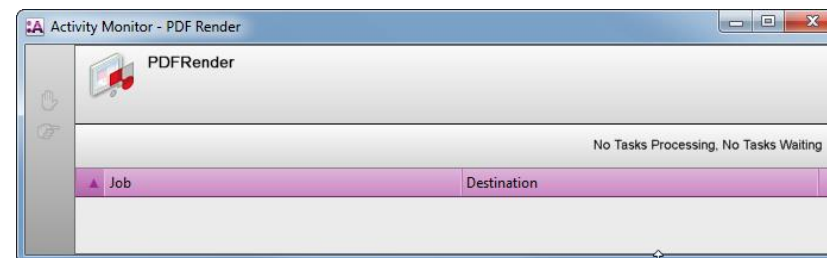 :A Activity Monitor - PDF Render
PDFRender
No Tasks Processing, No Tasks Waiting
Job Destination